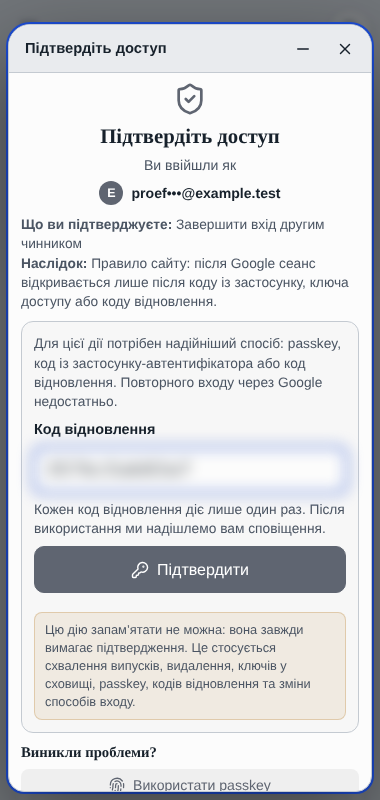 Підтвердіть доступ
Підтвердіть доступ
Ви ввійшли як
E proef•••@example.test
Що ви підтверджуєте: Завершити вхід другим
чинником
Наслідок: Правило сайту: після Google сеанс
відкривається лише після коду із застосунку, ключа
доступу або коду відновлення.
Для цієї дії потрібен надійніший спосіб: passkey,
код із застосунку-автентифікатора або код
відновлення. Повторного входу через Google
недостатньо.
Код відновлення
Кожен код відновлення діє лише один раз. Після
використання ми надішлемо вам сповіщення.
Підтвердити
Цю дію запам'ятати не можна: вона завжди
вимагає підтвердження. Це стосується
схвалення випусків, видалення, ключів у
сховищі, passkey, кодів відновлення та зміни
способів входу.
Виникли проблеми?
Використати passkey